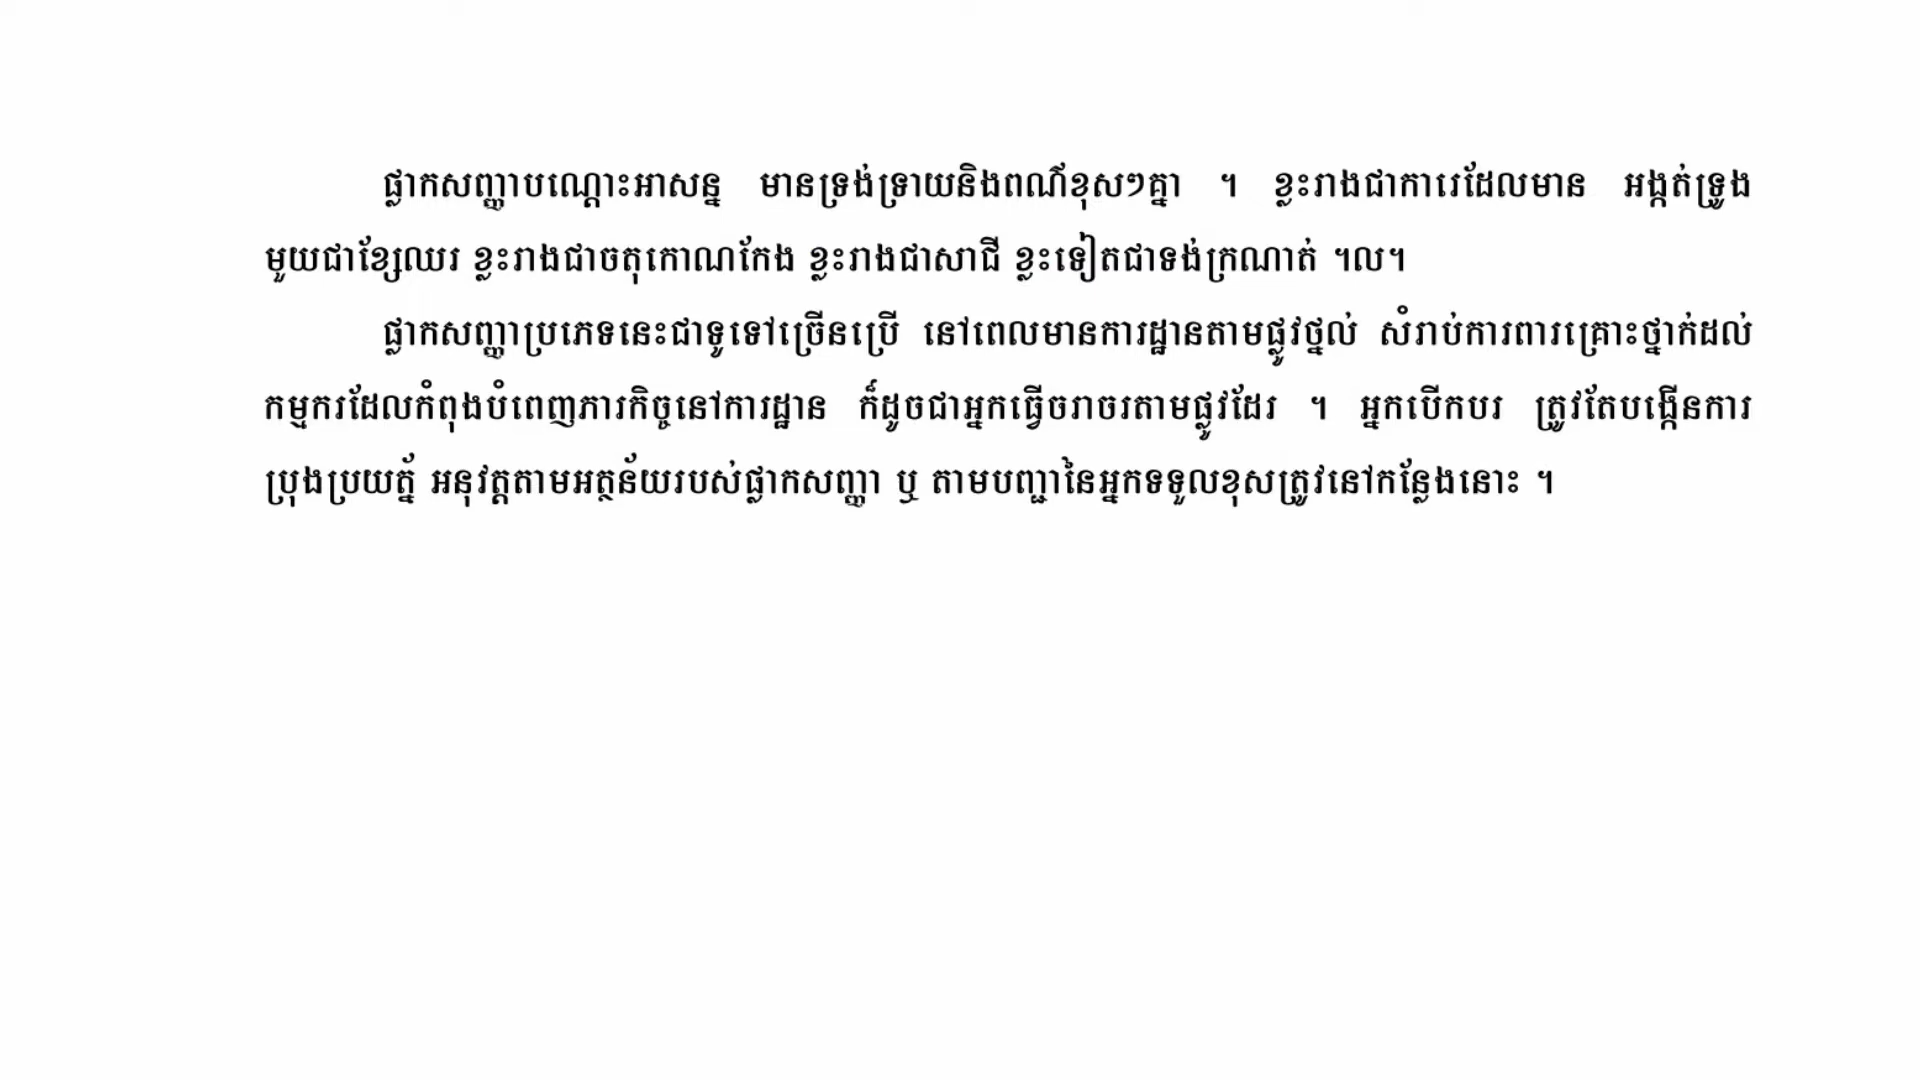 ផ្លាកសញ្ញាបណ្ដោះអាសន្ន មានទ្រង់ទ្រាយនិងពណ៌ខុសៗគ្នា ។ ខ្លះរាងជាការេដែលមាន អង្កត់ទ្រូង
មួយជាខ្សែឈរ ខ្លះរាងជាចតុកោណកែង ខ្លះរាងជាសាជី ខ្លះទៀតជាទង់ក្រណាត់ ។ល។
ផ្លាកសញ្ញាប្រភេទនេះជាទូទៅច្រើនប្រើ នៅពេលមានការដ្ឋានតាមផ្លូវថ្នល់ សំរាប់ការពារគ្រោះថ្នាក់ដល់
កម្មករដែលកំពុងបំពេញភារកិច្ចនៅការដ្ឋាន ក៏ដូចជាអ្នកធ្វើចរាចរតាមផ្លូវដែរ ។ អ្នកបើកបរ ត្រូវតែបង្កើនការ
ប្រុងប្រយត្ន័ អនុវត្តតាមអត្ថន័យរបស់ផ្លាកសញ្ញា ឬ តាមបញ្ជានៃអ្នកទទួលខុសត្រូវនៅកន្លែងនោះ ។